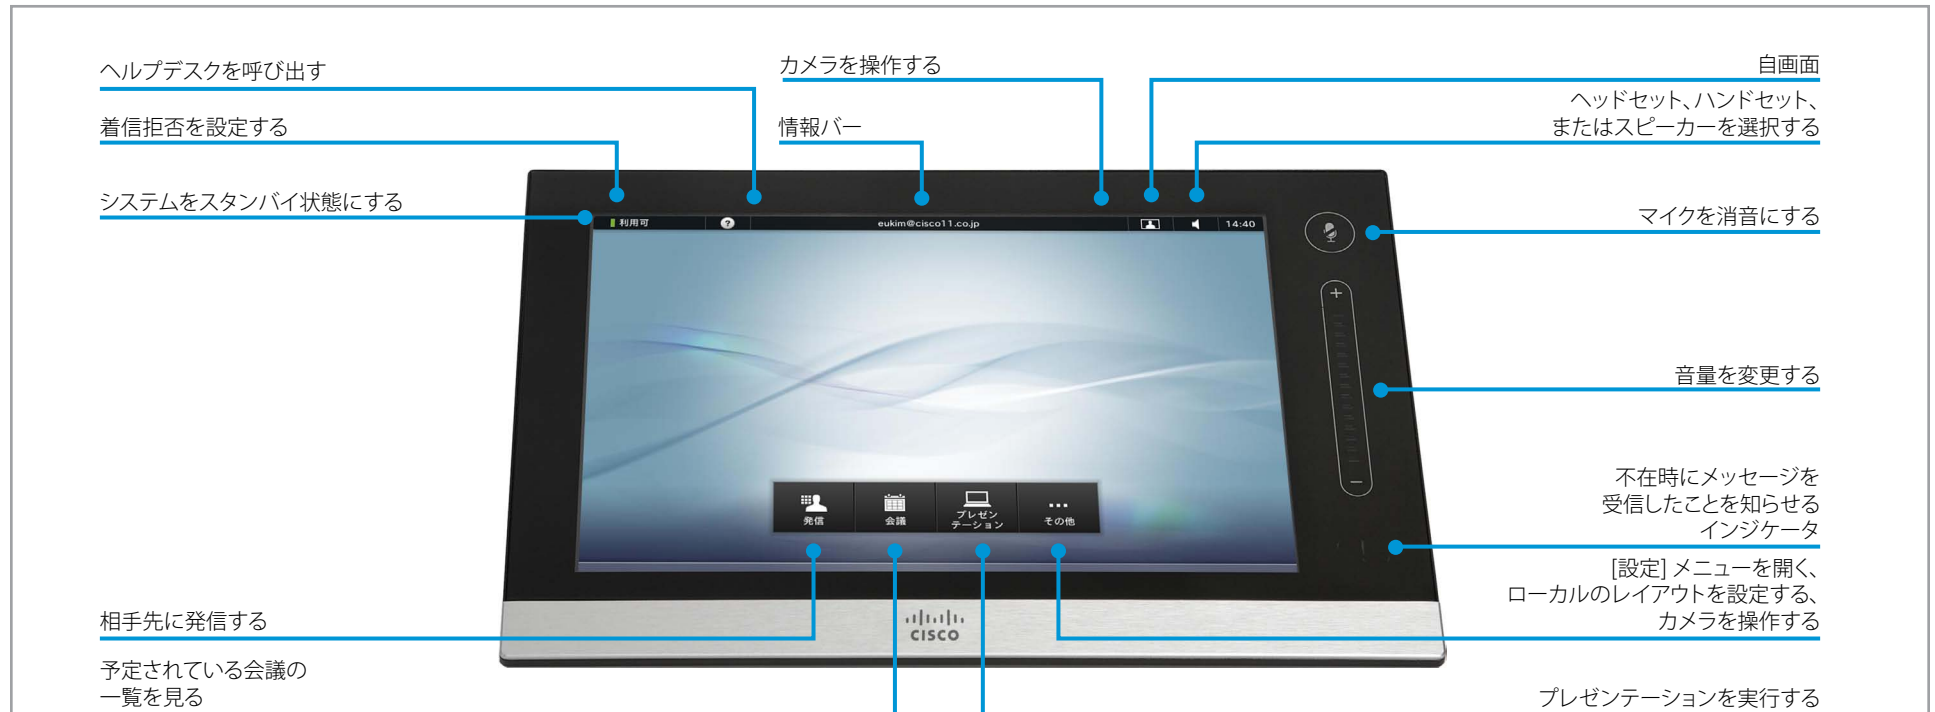 ヘルプデスクを呼び出す
カメラを操作する
自画面
着信拒否を設定する
情報バー
ヘッドセット、ハンドセット、
またはスピーカーを選択する
システムをスタンバイ状態にする
マイクを消音にする
利用可
?
eukim@cisco11.co.jp
14:40
+
音量を変更する
−
発信
会議
プレゼン
テーション
...
その他
不在時にメッセージを
受信したことを知らせる
インジケータ
[設定] メニューを開く、
ローカルのレイアウトを設定する、
カメラを操作する
相手先に発信する
CISCO
予定されている会議の
一覧を見る
プレゼンテーションを実行する